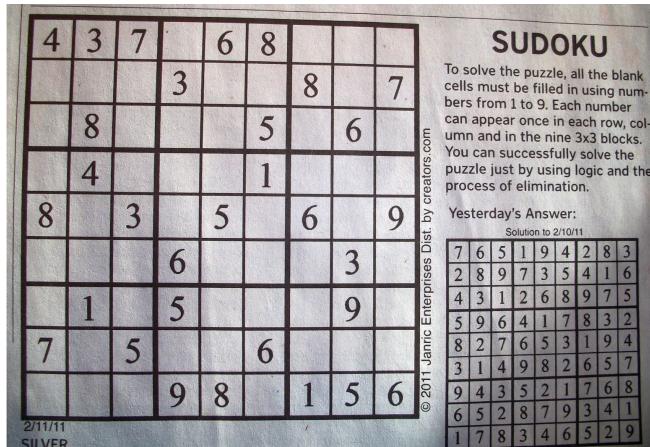 4 3 7 6 8
3 8 7
8 5 6
4 1
8 3 5 6 9
6 3
1 5 9
7 5 6
9 8 1 5 6
2/11/11
SILVER
© 2011 Janric Enterprises Dist. by creators.com
SUDOKU
To solve the puzzle, all the blank
cells must be filled in using num-
bers from 1 to 9. Each number
can appear once in each row, col-
umn and in the nine 3x3 blocks.
You can successfully solve the
puzzle just by using logic and the
process of elimination.
Yesterday's Answer:
Solution to 2/10/11
7 6 5 1 9 4 2 8 3
2 8 9 7 3 5 4 1 6
4 3 1 2 6 8 9 7 5
5 9 6 4 1 7 8 3 2
8 2 7 6 5 3 1 9 4
3 1 4 9 8 2 6 5 7
9 4 3 5 2 1 7 6 8
6 5 2 8 7 9 3 4 1
1 7 8 3 4 6 5 2 9